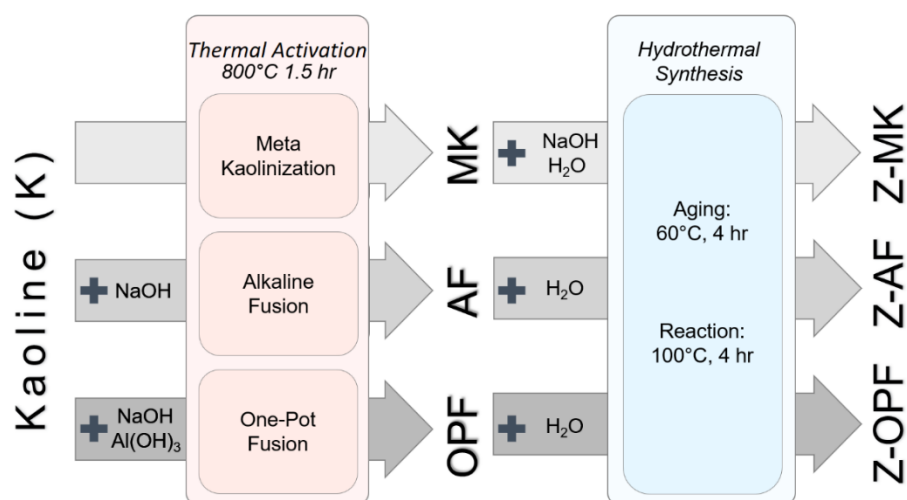 Kaoline (K)
Thermal Activation
800°C 1.5 hr
Meta
Kaolinization
MK
NaOH
H₂O
Hydrothermal
Synthesis
Z-MK
NaOH
Alkaline
Fusion
AF
H₂O
Aging:
60°C, 4 hr
Reaction:
100°C, 4 hr
Z-AF
NaOH
Al(OH)₃
One-Pot
Fusion
OPF
H₂O
Z-OPF